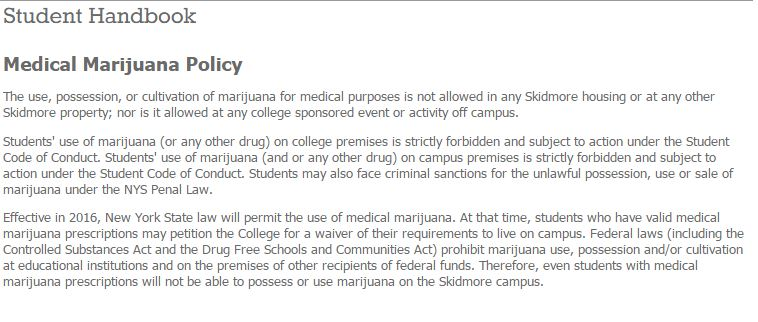 Student Handbook
Medical Marijuana Policy
The use, possession, or cultivation of marijuana for medical purposes is not allowed in any Skidmore housing or at any other
Skidmore property; nor is it allowed at any college sponsored event or activity off campus.
Students' use of marijuana (or any other drug) on college premises is strictly forbidden and subject to action under the Student
Code of Conduct. Students' use of marijuana (and or any other drug) on campus premises is strictly forbidden and subject to
action under the Student Code of Conduct. Students may also face criminal sanctions for the unlawful possession, use or sale of
marijuana under the NYS Penal Law.
Effective in 2016, New York State law will permit the use of medical marijuana. At that time, students who have valid medical
marijuana prescriptions may petition the College for a waiver of their requirements to live on campus. Federal laws (including the
Controlled Substances Act and the Drug Free Schools and Communities Act) prohibit marijuana use, possession and/or cultivation
at educational institutions and on the premises of other recipients of federal funds. Therefore, even students with medical
marijuana prescriptions will not be able to possess or use marijuana on the Skidmore campus.